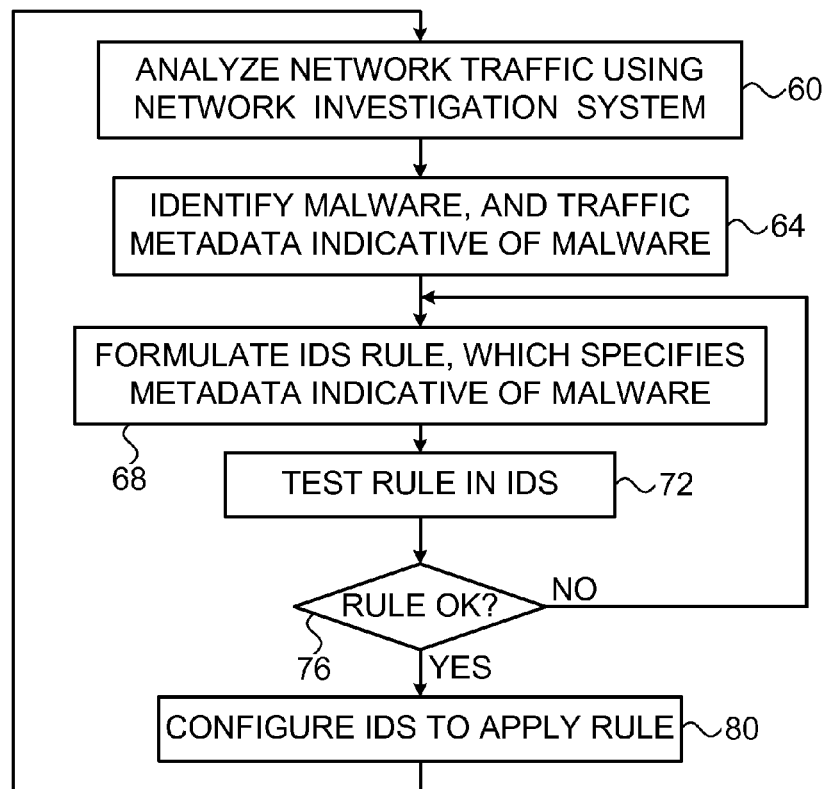 ANALYZE NETWORK TRAFFIC USING
NETWORK INVESTIGATION SYSTEM
60
IDENTIFY MALWARE, AND TRAFFIC
METADATA INDICATIVE OF MALWARE
64
FORMULATE IDS RULE, WHICH SPECIFIES
METADATA INDICATIVE OF MALWARE
68
TEST RULE IN IDS
72
RULE OK?
NO
76
YES
CONFIGURE IDS TO APPLY RULE
80